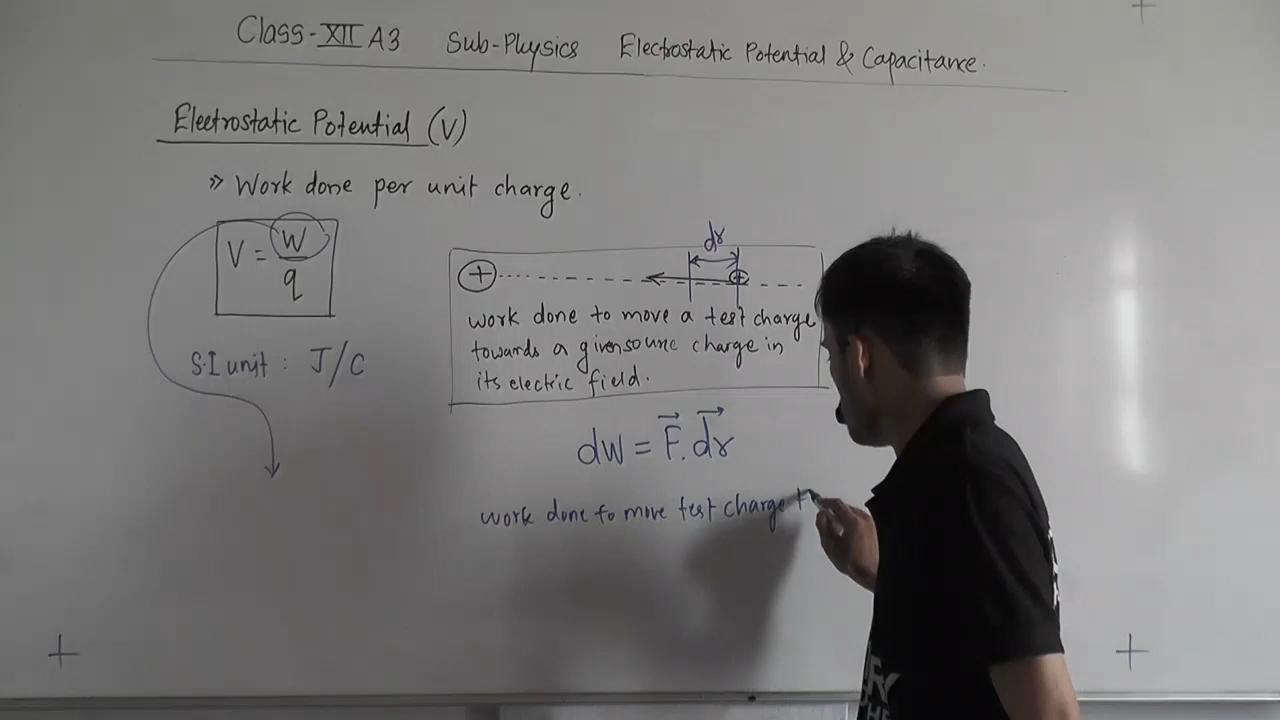 Class-XII A3 Sub-Physics Electrostatic Potential & Capacitance.
Electrostatic Potential (V)
» Work done per unit charge.
V = W/q
S.I unit : J/C
dr
+ +
work done to move a test charge
towards a given source charge in
its electric field.
dW = F⃗. dr⃗
work done to move test charge t